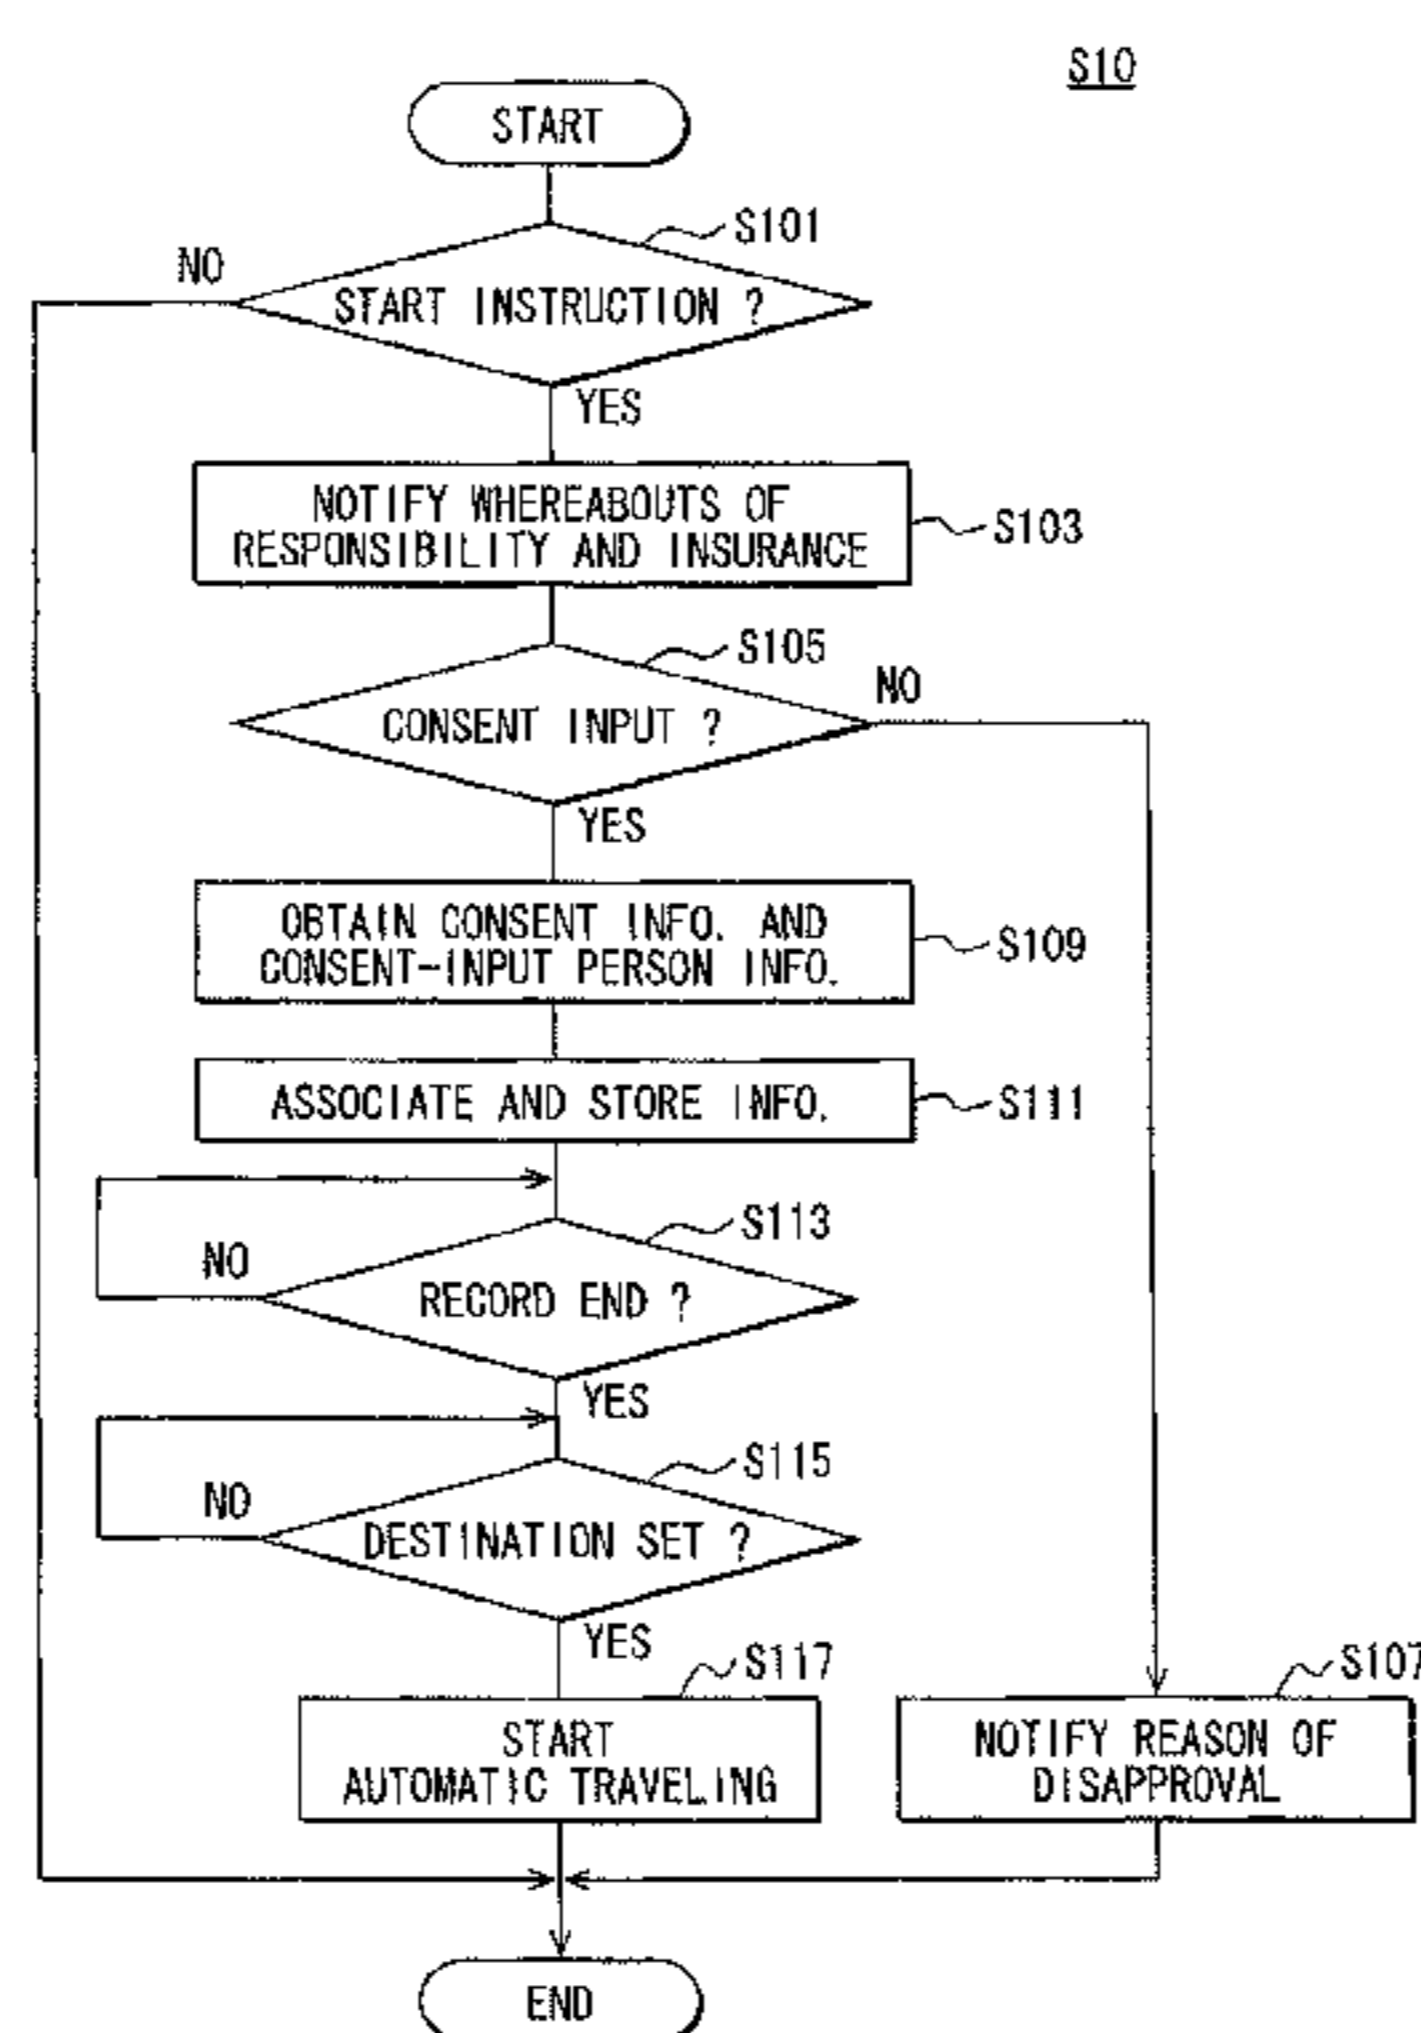 S10
START
S101
NO
START INSTRUCTION ?
YES
NOTIFY WHEREABOUTS OF
RESPONSIBILITY AND INSURANCE
S103
S105
NO
CONSENT INPUT ?
YES
OBTAIN CONSENT INFO. AND
CONSENT-INPUT PERSON INFO.
S109
ASSOCIATE AND STORE INFO.
S111
S113
NO
RECORD END ?
YES
S115
NO
DESTINATION SET ?
YES
S117
START
AUTOMATIC TRAVELING
S107
NOTIFY REASON OF
DISAPPROVAL
END